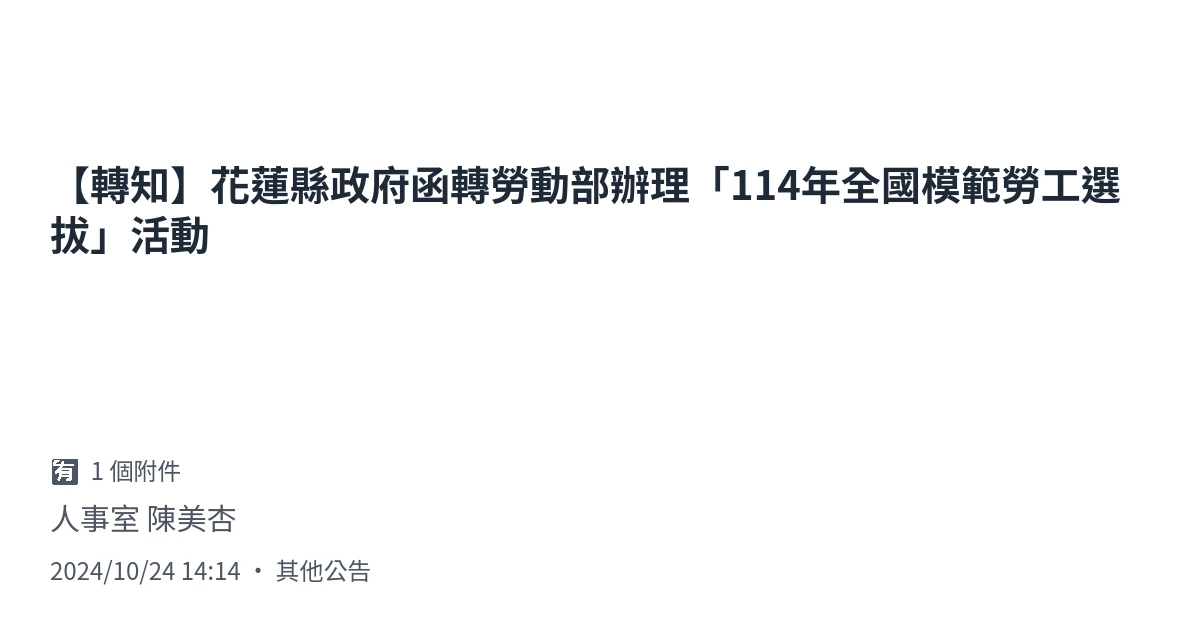 【轉知】花蓮縣政府函轉勞動部辦理「114年全國模範勞工選
拔」活動
🈶 1 個附件
人事室 陳美杏
2024/10/24 14:14 • 其他公告